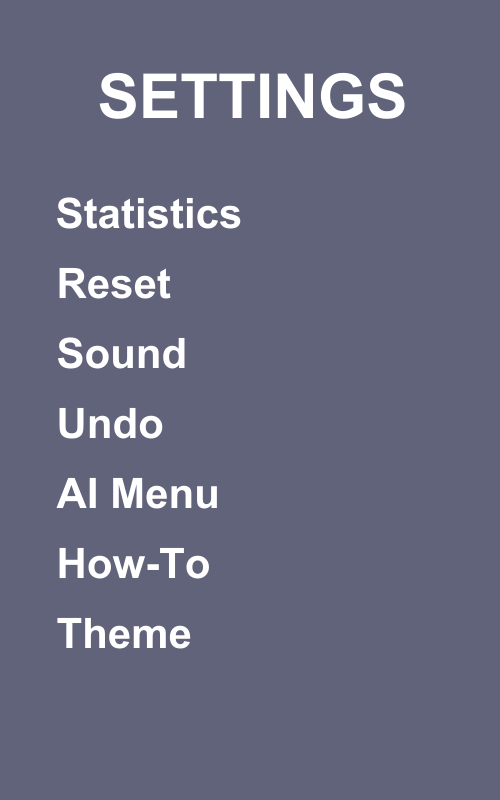 SETTINGS
Statistics
Reset
Sound
Undo
AI Menu
How-To
Theme